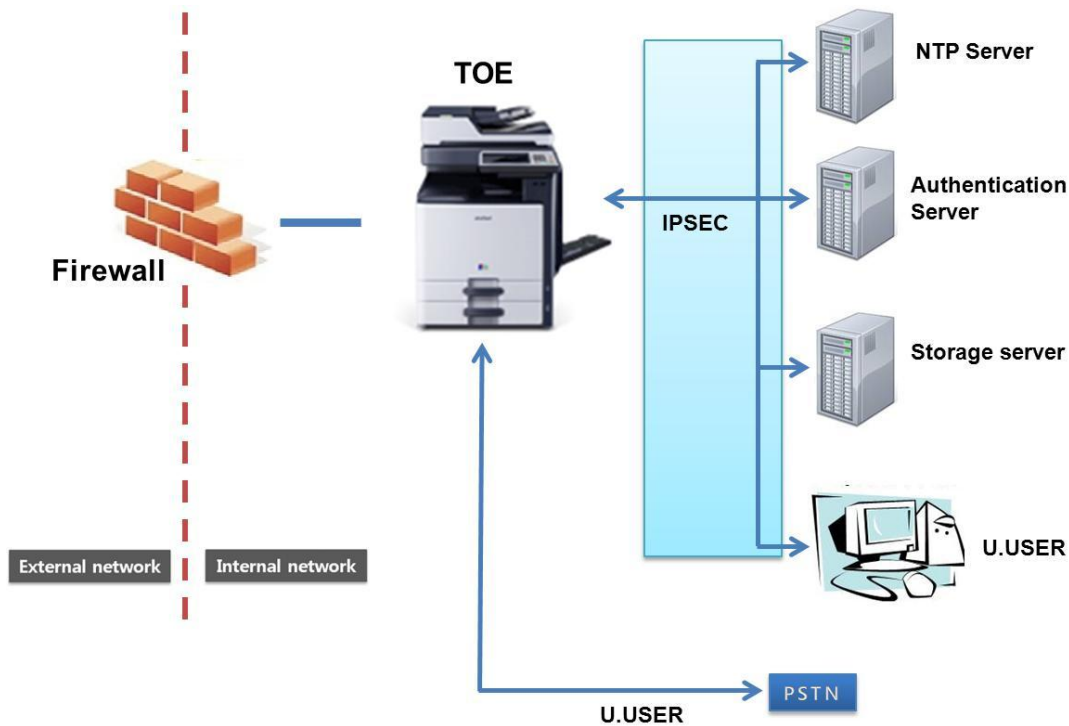 TOE
NTP Server
Authentication
Server
IPSEC
Firewall
Storage server
U.USER
External network
Internal network
PSTN
U.USER